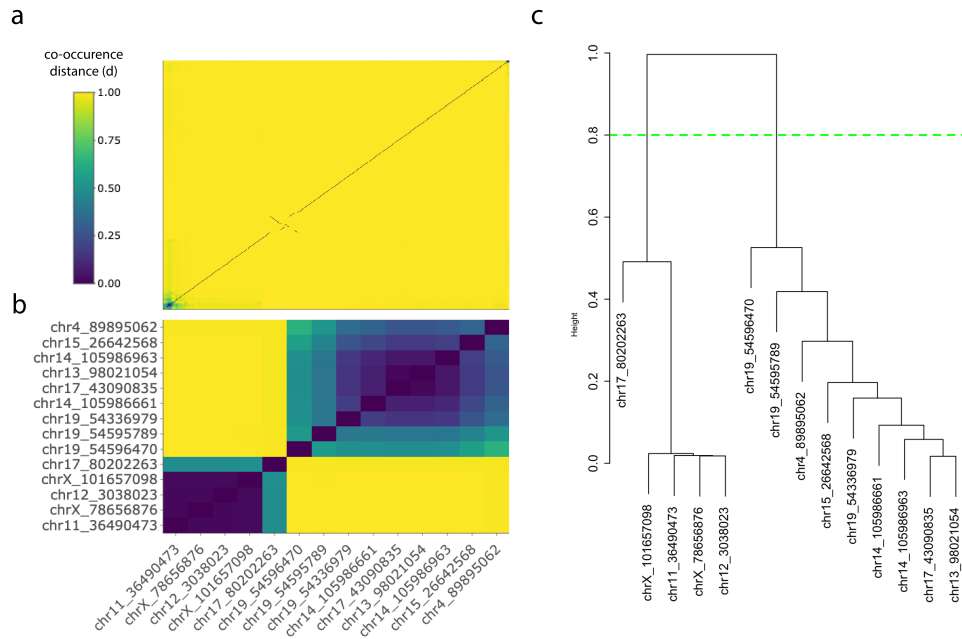 a
co-occurence
distance (d)
1.00
0.75
0.50
0.25
0.00
b
chr4_89895062
chr15_26642568
chr14_105986963
chr13_98021054
chr17_43090835
chr14_105986661
chr19_54336979
chr19_54595789
chr19_54596470
chr17_80202263
chrX_101657098
chr12_3038023
chrX_78656876
chr11_36490473
chr11_36490473
chrX_78656876
chr12_3038023
chrX_101657098
chr17_80202263
chr19_54596470
chr19_54595789
chr19_54336979
chr14_105986661
chr17_43090835
chr13_98021054
chr14_105986963
chr15_26642568
chr4_89895062
c
Height
1.0
0.8
0.6
0.4
0.2
0.0
chr17_80202263
chrX_101657098
chr11_36490473
chrX_78656876
chr12_3038023
chr19_54596470
chr19_54595789
chr4_89895062
chr15_26642568
chr19_54336979
chr14_105986661
chr14_105986963
chr17_43090835
chr13_98021054